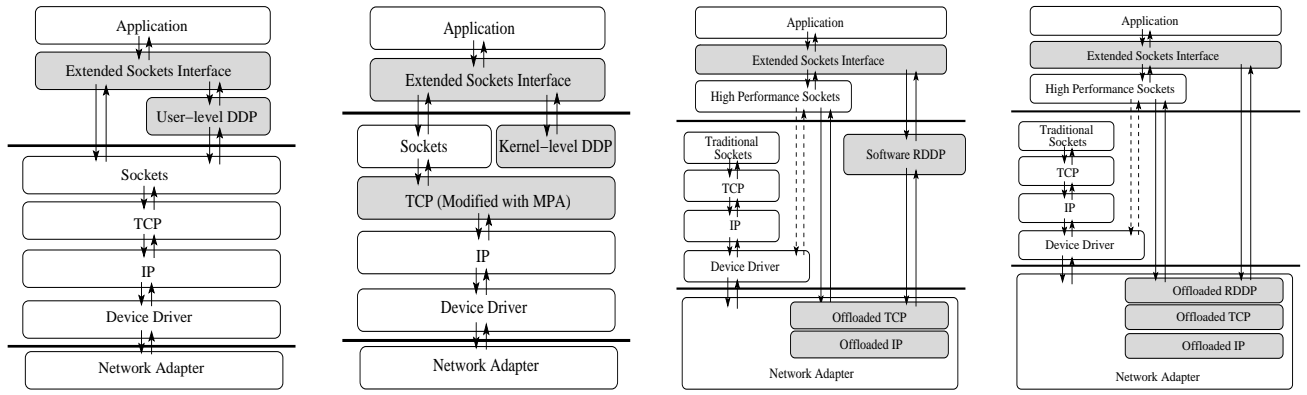 Application
Extended Sockets Interface
User-level DDP
Sockets
TCP
IP
Device Driver
Network Adapter
Application
Extended Sockets Interface
Sockets
Kernel-level DDP
TCP (Modified with MPA)
IP
Device Driver
Network Adapter
Application
Extended Sockets Interface
High Performance Sockets
Traditional
Sockets
Software RDDP
TCP
IP
Device Driver
Offloaded TCP
Offloaded IP
Network Adapter
Application
Extended Sockets Interface
High Performance Sockets
Traditional
Sockets
TCP
IP
Device Driver
Offloaded RDDP
Offloaded TCP
Offloaded IP
Network Adapter